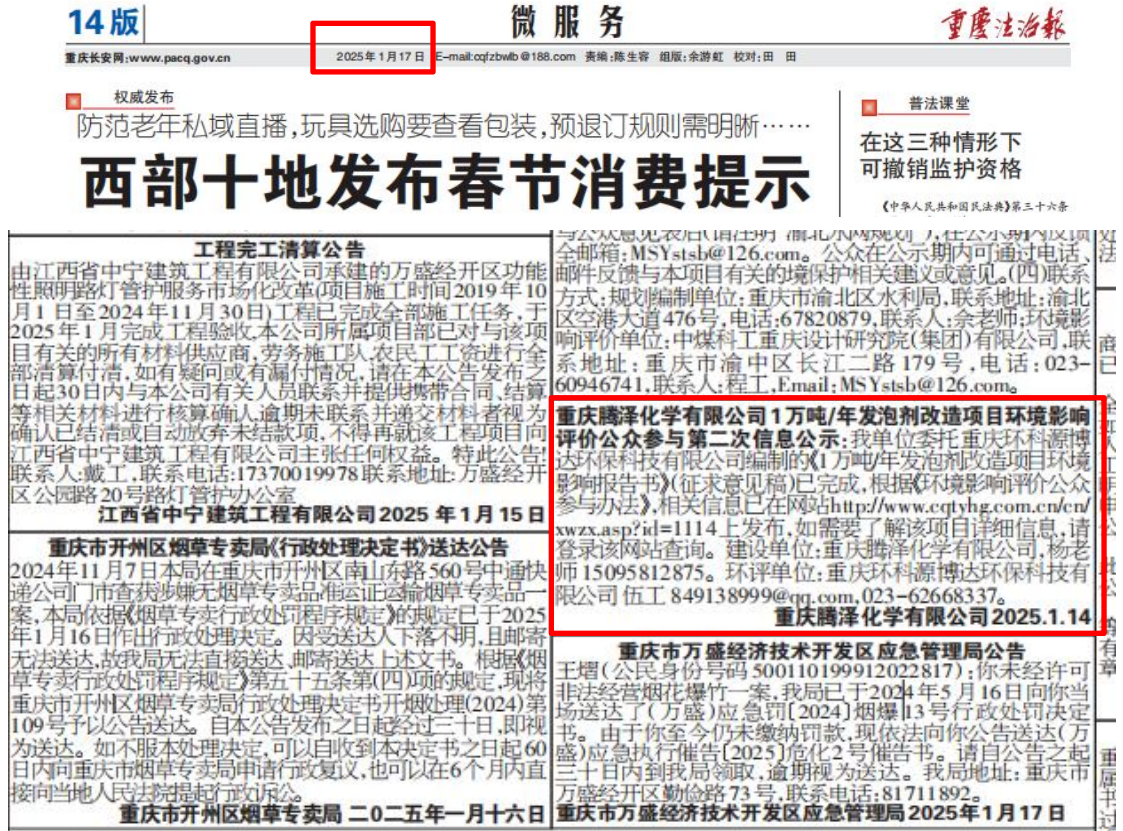 14版
微服务
重庆法治报
重庆长安网:www.pacq.gov.cn
2025年1月17日 E-mail:cqfzbwlb@188.com 责编:陈生容 组版:余游虹 校对:田 田
权威发布
防范老年私域直播,玩具选购要查看包装,预退订规则需明晰……
西部十地发布春节消费提示
普法课堂
在这三种情形下
可撤销监护资格
《中华人民共和国民法典》第三十六条
工程完工清算公告
由江西省中宁建筑工程有限公司承建的万盛经开区功能
性照明路灯管护服务市场化改革(项目施工时间2019年10
月1日至2024年11月30日)工程已完成全部施工任务,于
2025年1月完成工程验收,本公司所属项目部已对与该项
目有关的所有材料供应商,劳务施工队,农民工工资进行全
部清算付清,如有疑问或有漏付情况,请在本公告发布之
日起30日内与本公司有关人员联系并提供携带合同、结算
等相关材料进行核算确人,逾期未联系并递交材料者视为
确认已结清或自动放弃未结款项,不得再就该工程项目向
江西省中宁建筑工程有限公司主张任何权益。特此公告!
联系人:戴工,联系电话:17370019978联系地址:万盛经开
区公园路20号路灯管护办公室
江西省中宁建筑工程有限公司2025年1月15日
重庆市开州区烟草专卖局《行政处理决定书》送达公告
2024年11月7日本局在重庆市开州区南山东路560号中通快
递公司门市查获涉嫌无烟草专卖品准运证运输烟草专卖品一
案,本局依据《烟草专卖行政处罚程序规定》的规定已于2025
年1月16日作出行政处理决定。因受送达人下落不明,且邮寄
无法送达,故我局无法直接送达、邮寄送达上述文书。根据《烟
草专卖行政处罚程序规定》第五十五条第(四)项的规定,现将
重庆市开州区烟草专卖局行政处理决定书开烟处理(2024)第
109号予以公告送达。自本公告发布之日起经过三十日,即视
为送达。如不服本处理决定,可以自收到本决定书之日起60
日内向重庆市烟草专卖局申请行政复议,也可以在6个月内直
接向当地人民法院提起行政诉讼。
重庆市开州区烟草专卖局 二〇二五年一月十六日
与公众意见表后(请注明“渝北水网规划”),在公示期内反馈
全邮箱:MSYstsb@126.com。公众在公示期内可通过电话、
邮件反馈与本项目有关的境保护相关建议或意见。(四)联系
方式:规划编制单位:重庆市渝北区水利局,联系地址:渝北
区空港大道476号,电话:67820879,联系人:余老师;环境影
响评价单位:中煤科工重庆设计研究院(集团)有限公司,联
系地址:重庆市渝中区长江二路179号,电话:023-
60946741,联系人:程工,Email:MSYstsb@126.com。
重庆腾泽化学有限公司1万吨/年发泡剂改造项目环境影响
评价公众参与第二次信息公示:我单位委托重庆环科源博
达环保科技有限公司编制的《1万吨/年发泡剂改造项目环境
影响报告书》(征求意见稿)已完成,根据《环境影响评价公众
参与办法》,相关信息已在网站http://www.cqtyhg.com.cn/cn/
xwzx.asp?id=1114上发布,如需要了解该项目详细信息,请
登录该网站查询。建设单位:重庆腾泽化学有限公司,杨老
师15095812875。环评单位:重庆环科源博达环保科技有
限公司 伍工 849138999@qq.com,023-62668337。
重庆腾泽化学有限公司2025.1.14
重庆市万盛经济技术开发区应急管理局公告
王熠(公民身份号码500110199912022817):你未经许可
非法经营烟花爆竹一案,我局已于2024年5月16日向你当
场送达了(万盛)应急罚[2024]烟爆13号行政处罚决定
书。由于你至今仍未缴纳罚款,现依法向你公告送达(万
盛)应急执行催告[2025]危化2号催告书。请自公告之起
三十日内到我局领取,逾期视为送达。我局地址:重庆市
万盛经开区勤俭路73号,联系电话:81711892。
重庆市万盛经济技术开发区应急管理局2025年1月17日